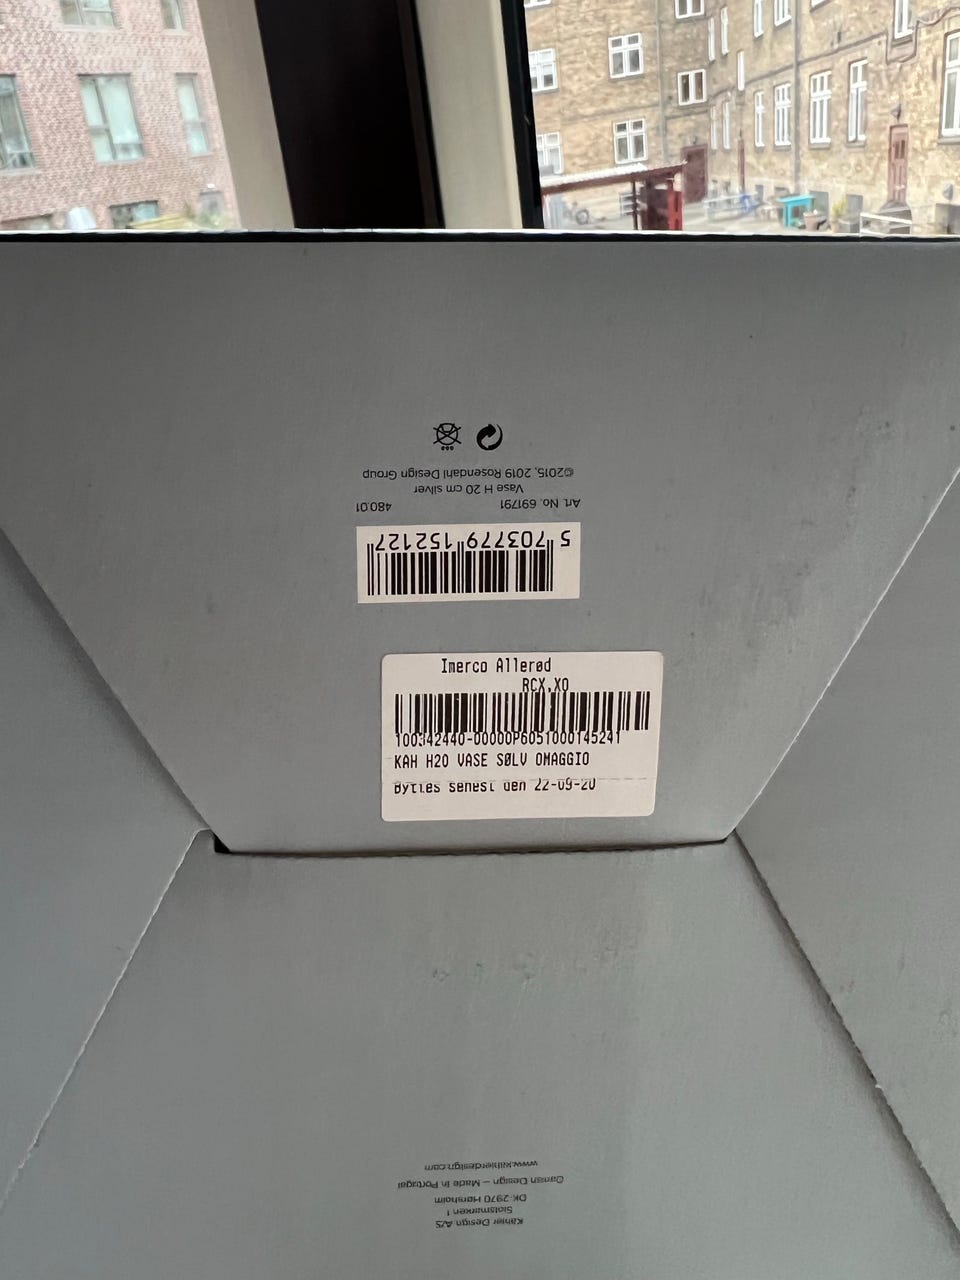 ©2015, 2019 Rosendahl Design Group
Vase H 20 cm silver
Art. No. 691791 480.01
5 703779 152127
Imerco Allerød
RCX,XO
100342440-00000P6051000145241
KAH H20 VASE SØLV OMAGGIO
Byttes senest den 22-09-20
Kähler Design A/S
Slotsmarken 1
DK-2970 Hørsholm
Danish Design – Made in Portugal
www.kahlerdesign.com